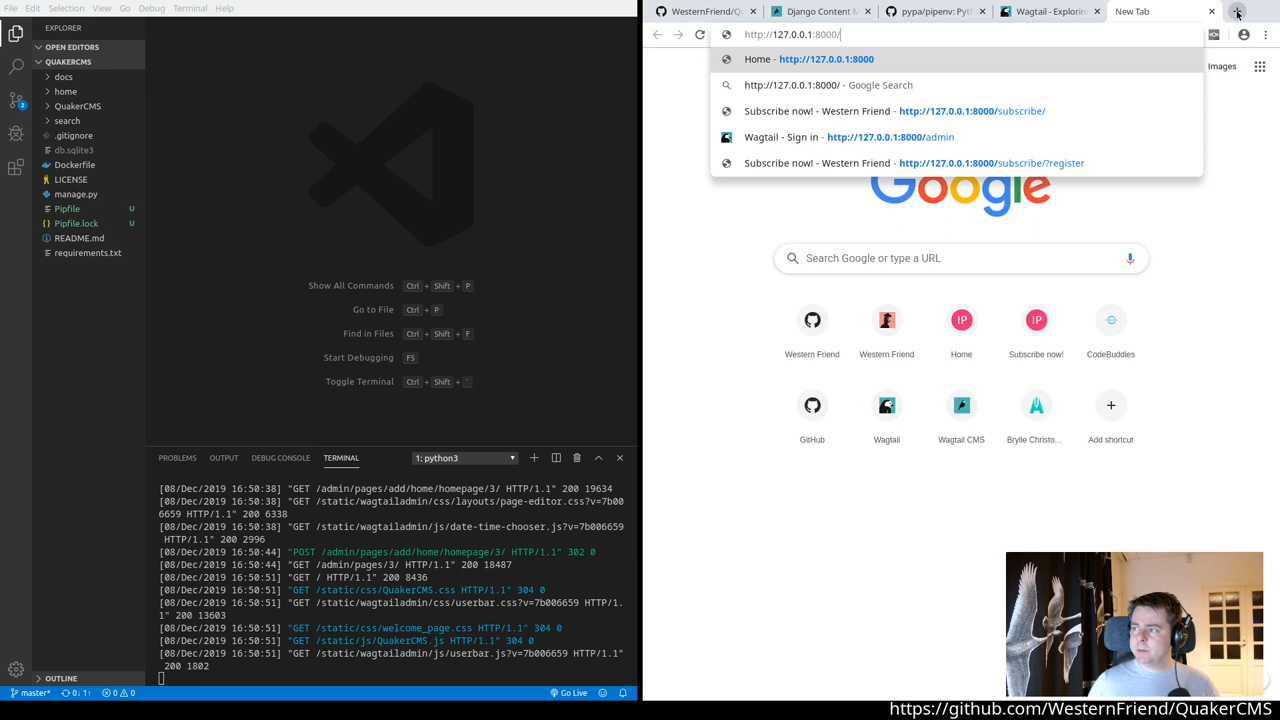 File Edit Selection View Go Debug Terminal Help
EXPLORER
OPEN EDITORS
QUAKERCMS
docs
home
QuakerCMS
search
.gitignore
db.sqlite3
Dockerfile
LICENSE
manage.py
Pipfile U
Pipfile.lock U
README.md
requirements.txt
OUTLINE
2
Show All Commands Ctrl + Shift + P
Go to File Ctrl + P
Find in Files Ctrl + Shift + F
Start Debugging F5
Toggle Terminal Ctrl + Shift + `
PROBLEMS OUTPUT DEBUG CONSOLE TERMINAL 1: python3
[08/Dec/2019 16:50:38] "GET /admin/pages/add/home/homepage/3/ HTTP/1.1" 200 19634
[08/Dec/2019 16:50:38] "GET /static/wagtailadmin/css/layouts/page-editor.css?v=7b00
6659 HTTP/1.1" 200 6338
[08/Dec/2019 16:50:38] "GET /static/wagtailadmin/js/date-time-chooser.js?v=7b006659
HTTP/1.1" 200 2996
[08/Dec/2019 16:50:44] "POST /admin/pages/add/home/homepage/3/ HTTP/1.1" 302 0
[08/Dec/2019 16:50:44] "GET /admin/pages/3/ HTTP/1.1" 200 18487
[08/Dec/2019 16:50:51] "GET / HTTP/1.1" 200 8436
[08/Dec/2019 16:50:51] "GET /static/css/QuakerCMS.css HTTP/1.1" 304 0
[08/Dec/2019 16:50:51] "GET /static/wagtailadmin/css/userbar.css?v=7b006659 HTTP/1.
1" 200 13603
[08/Dec/2019 16:50:51] "GET /static/css/welcome_page.css HTTP/1.1" 304 0
[08/Dec/2019 16:50:51] "GET /static/js/QuakerCMS.js HTTP/1.1" 304 0
[08/Dec/2019 16:50:51] "GET /static/wagtailadmin/js/userbar.js?v=7b006659 HTTP/1.1"
200 1802
master* 0↓ 1↑ 0 0 Go Live
WesternFriend/Qu Django Content M pypa/pipenv: Pyth Wagtail - Explorin New Tab
http://127.0.0.1:8000/
Home - http://127.0.0.1:8000
http://127.0.0.1:8000/ - Google Search
Subscribe now! - Western Friend - http://127.0.0.1:8000/subscribe/
Wagtail - Sign in - http://127.0.0.1:8000/admin
Subscribe now! - Western Friend - http://127.0.0.1:8000/subscribe/?register
Images
Google
Search Google or type a URL
IP IP
Western Friend Western Friend Home Subscribe now! CodeBuddies
GitHub Wagtail Wagtail CMS Brylie Christo... Add shortcut
https://github.com/WesternFriend/QuakerCMS